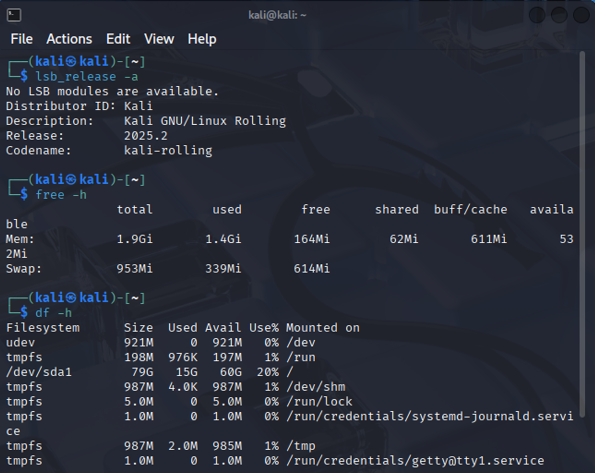 kali@kali: ~
File Actions Edit View Help
┌──(kali㉿kali)-[~]
└─$ lsb_release -a
No LSB modules are available.
Distributor ID: Kali
Description:    Kali GNU/Linux Rolling
Release:        2025.2
Codename:       kali-rolling
┌──(kali㉿kali)-[~]
└─$ free -h
               total        used        free      shared  buff/cache   availa
ble
Mem:           1.9Gi       1.4Gi       164Mi        62Mi       611Mi       53
2Mi
Swap:          953Mi       339Mi       614Mi
┌──(kali㉿kali)-[~]
└─$ df -h
Filesystem      Size  Used Avail Use% Mounted on
udev            921M     0  921M   0% /dev
tmpfs           198M  976K  197M   1% /run
/dev/sda1        79G   15G   60G  20% /
tmpfs           987M  4.0K  987M   1% /dev/shm
tmpfs           5.0M     0  5.0M   0% /run/lock
tmpfs           1.0M     0  1.0M   0% /run/credentials/systemd-journald.servi
ce
tmpfs           987M  2.0M  985M   1% /tmp
tmpfs           1.0M     0  1.0M   0% /run/credentials/getty@tty1.service